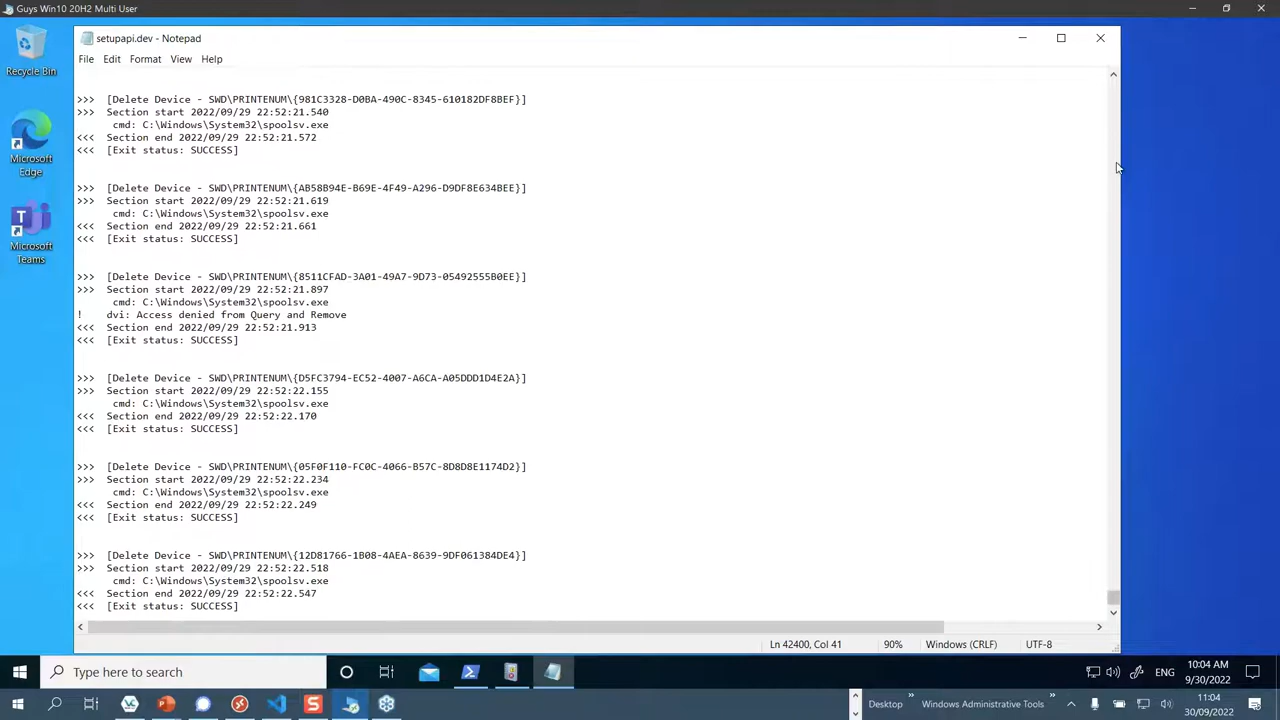 Guys Win10 20H2 Multi User
Recycle Bin
Microsoft
Edge
Microsoft
Teams
setupapi.dev - Notepad
File Edit Format View Help
>>> [Delete Device - SWD\PRINTENUM\{981C3328-D0BA-490C-8345-610182DF8BEF}]
>>> Section start 2022/09/29 22:52:21.540
cmd: C:\Windows\System32\spoolsv.exe
<<< Section end 2022/09/29 22:52:21.572
<<< [Exit status: SUCCESS]
>>> [Delete Device - SWD\PRINTENUM\{AB58B94E-B69E-4F49-A296-D9DF8E634BEE}]
>>> Section start 2022/09/29 22:52:21.619
cmd: C:\Windows\System32\spoolsv.exe
<<< Section end 2022/09/29 22:52:21.661
<<< [Exit status: SUCCESS]
>>> [Delete Device - SWD\PRINTENUM\{8511CFAD-3A01-49A7-9D73-05492555B0EE}]
>>> Section start 2022/09/29 22:52:21.897
cmd: C:\Windows\System32\spoolsv.exe
! dvi: Access denied from Query and Remove
<<< Section end 2022/09/29 22:52:21.913
<<< [Exit status: SUCCESS]
>>> [Delete Device - SWD\PRINTENUM\{D5FC3794-EC52-4007-A6CA-A05DDD1D4E2A}]
>>> Section start 2022/09/29 22:52:22.155
cmd: C:\Windows\System32\spoolsv.exe
<<< Section end 2022/09/29 22:52:22.170
<<< [Exit status: SUCCESS]
>>> [Delete Device - SWD\PRINTENUM\{05F0F110-FC0C-4066-B57C-8D8D8E1174D2}]
>>> Section start 2022/09/29 22:52:22.234
cmd: C:\Windows\System32\spoolsv.exe
<<< Section end 2022/09/29 22:52:22.249
<<< [Exit status: SUCCESS]
>>> [Delete Device - SWD\PRINTENUM\{12D81766-1B08-4AEA-8639-9DF061384DE4}]
>>> Section start 2022/09/29 22:52:22.518
cmd: C:\Windows\System32\spoolsv.exe
<<< Section end 2022/09/29 22:52:22.547
<<< [Exit status: SUCCESS]
Ln 42400, Col 41 90% Windows (CRLF) UTF-8
Type here to search
ENG
10:04 AM
9/30/2022
Desktop
Windows Administrative Tools
11:04
30/09/2022